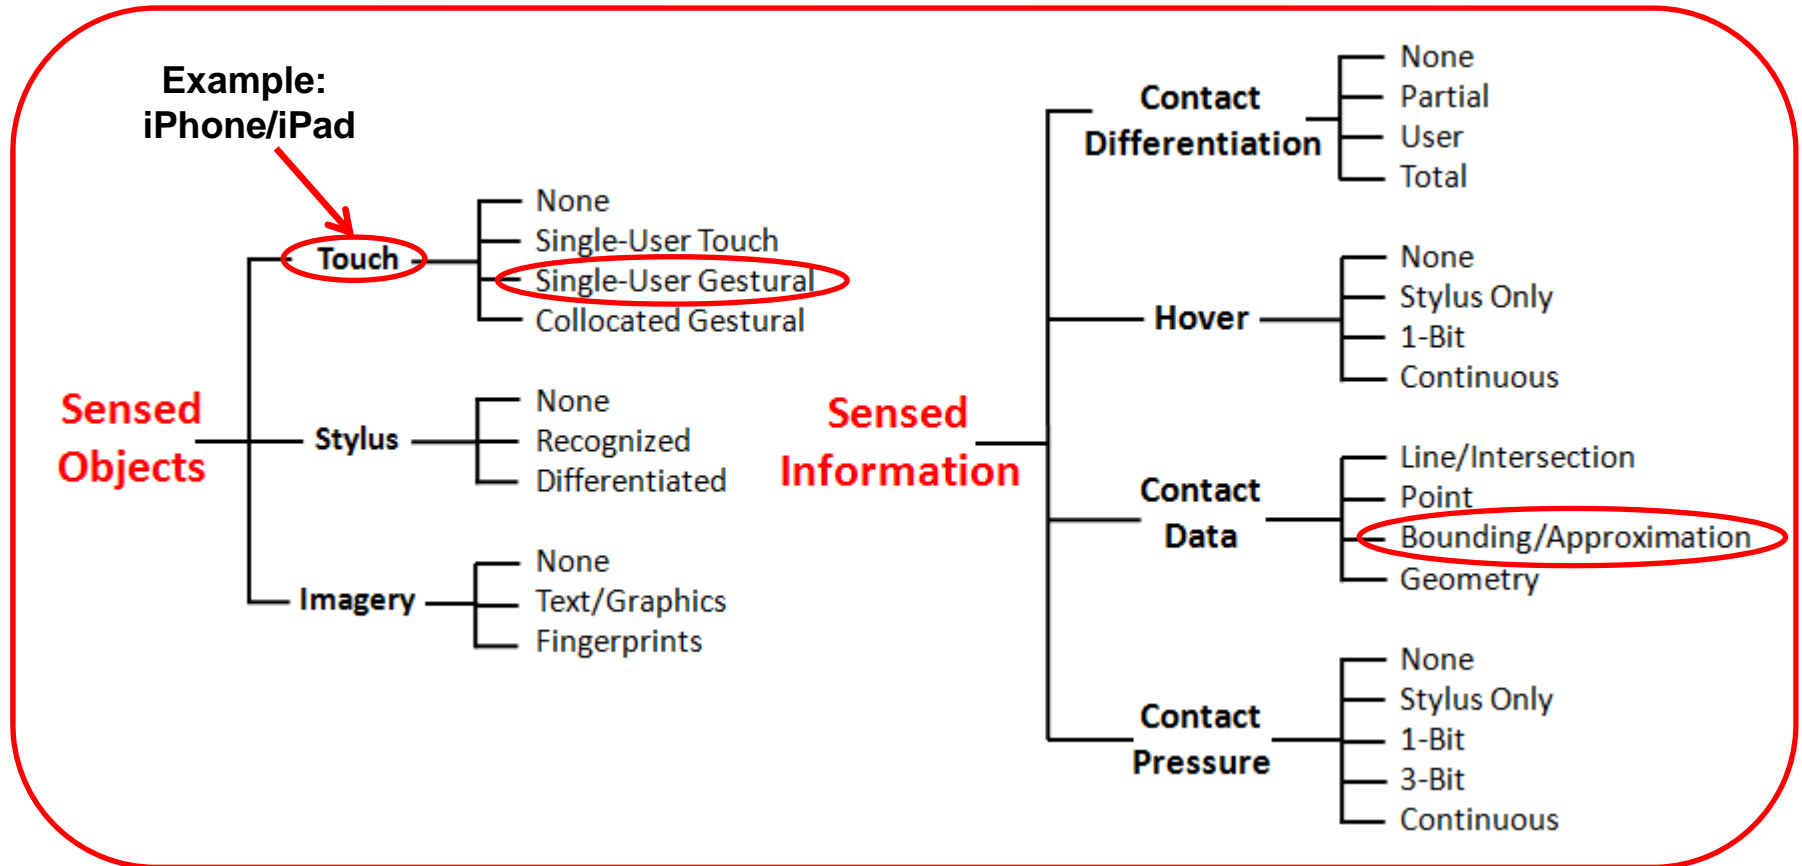 Example:
iPhone/iPad
Sensed
Objects
Touch
None
Single-User Touch
Single-User Gestural
Collocated Gestural
Stylus
None
Recognized
Differentiated
Imagery
None
Text/Graphics
Fingerprints
Sensed
Information
Contact
Differentiation
None
Partial
User
Total
Hover
None
Stylus Only
1-Bit
Continuous
Contact
Data
Line/Intersection
Point
Bounding/Approximation
Geometry
Contact
Pressure
None
Stylus Only
1-Bit
3-Bit
Continuous